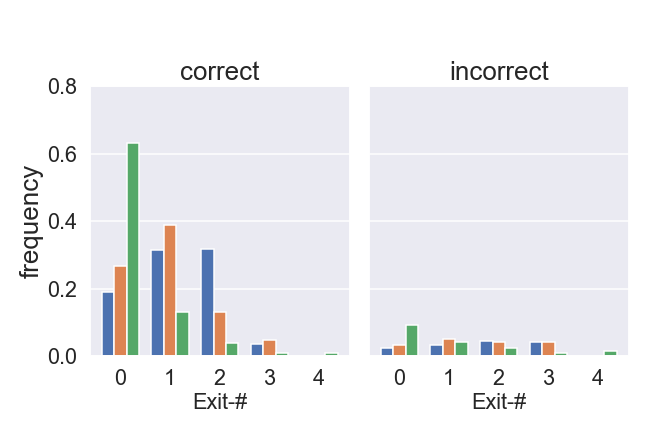 correct
incorrect
frequency
0.8
0.6
0.4
0.2
0.0
0 1 2 3 4
Exit-#
0 1 2 3 4
Exit-#